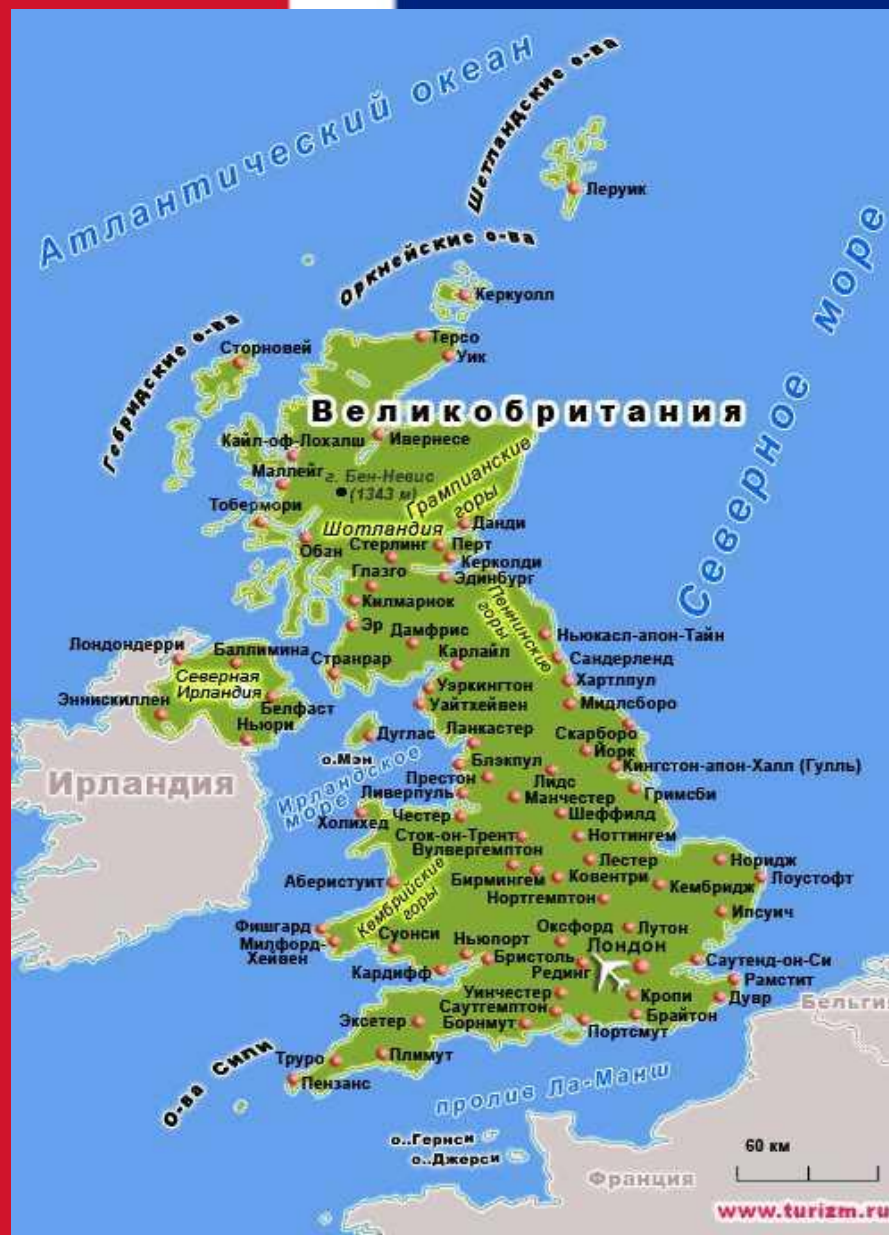 Атлантический океан
Шетландские о-ва
Леруик
Оркнейские о-ва
Керкуолл
Северное море
Гебридские о-ва
Сторновей
Терсо
Уик
Великобритания
Кайл-оф-Лохалш
Ивернесе
Маллейг
г. Бен-Невис
(1343 м)
Грампианские
горы
Тобермори
Шотландия
Данди
Обан
Стерлинг
Перт
Керколди
Глазго
Эдинбург
Килмарнок
Пеннинские
горы
Эр
Дамфрис
Ньюкасл-апон-Тайн
Лондондерри
Баллимина
Странрар
Карлайл
Сандерленд
Северная
Ирландия
Хартлпул
Эннискиллен
Белфаст
Уэркингтон
Уайтхейвен
Мидлсборо
Ньюри
Дуглас
Ланкастер
Скарборо
о.Мэн
Йорк
Ирландия
Ирландское
море
Блэкпул
Кингстон-апон-Халл (Гулль)
Престон
Лидс
Ливерпуль
Манчестер
Гримсби
Холихед
Честер
Шеффилд
Сток-он-Трент
Ноттингем
Вулвергемптон
Лестер
Норидж
Аберистуит
Кембрийские
горы
Бирмингем
Ковентри
Кембридж
Лоустофт
Нортгемптон
Ипсуич
Фишгард
Суонси
Оксфорд
Лутон
Милфорд-
Хейвен
Ньюпорт
Лондон
Бристоль
Саутенд-он-Си
Кардифф
Рединг
Рамстит
Уинчестер
Кропи
Дувр
Бельгия
Саутгемптон
Брайтон
Эксетер
Борнмут
Портсмут
О-ва Сили
Труро
Плимут
Пензанс
пролив Ла-Манш
о..Гернси
о..Джерси
60 км
Франция
www.turizm.ru